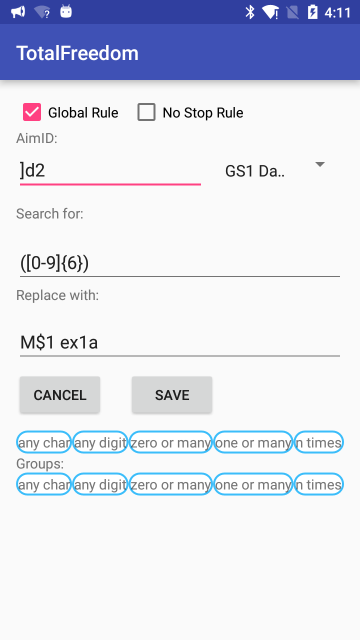 4:11
TotalFreedom
Global Rule No Stop Rule
AimID:
]d2 GS1 Da..
Search for:
([0-9]{6})
Replace with:
M$1 ex1a
CANCEL SAVE
any char any digit zero or many one or many n times
Groups:
any char any digit zero or many one or many n times